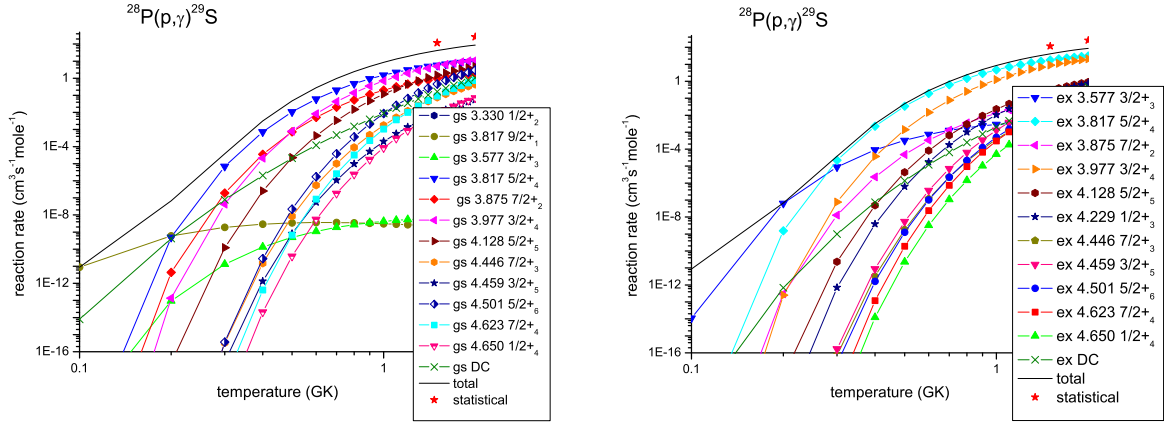 ²⁸P(p,γ)²⁹S
reaction rate (cm³s⁻¹mole⁻¹)
1
1E-4
1E-8
1E-12
1E-16
0.1
1
temperature (GK)
gs 3.330 1/2+₂
gs 3.817 9/2+₁
gs 3.577 3/2+₃
gs 3.817 5/2+₄
gs 3.875 7/2+₂
gs 3.977 3/2+₄
gs 4.128 5/2+₅
gs 4.446 7/2+₃
gs 4.459 3/2+₅
gs 4.501 5/2+₆
gs 4.623 7/2+₄
gs 4.650 1/2+₄
gs DC
total
statistical
²⁸P(p,γ)²⁹S
reaction rate (cm³s⁻¹mole⁻¹)
1
1E-4
1E-8
1E-12
1E-16
0.1
1
temperature (GK)
ex 3.577 3/2+₃
ex 3.817 5/2+₄
ex 3.875 7/2+₂
ex 3.977 3/2+₄
ex 4.128 5/2+₅
ex 4.229 1/2+₃
ex 4.446 7/2+₃
ex 4.459 3/2+₅
ex 4.501 5/2+₆
ex 4.623 7/2+₄
ex 4.650 1/2+₄
ex DC
total
statistical